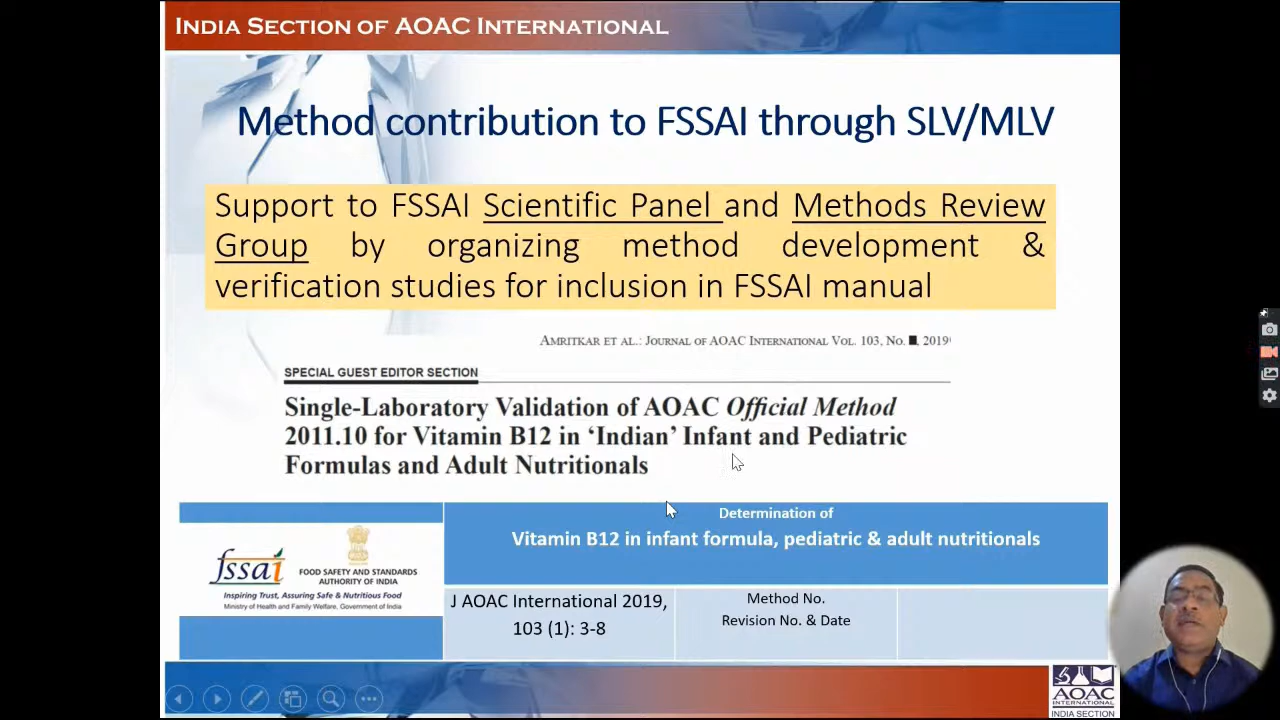 INDIA SECTION OF AOAC INTERNATIONAL
Method contribution to FSSAI through SLV/MLV
Support to FSSAI Scientific Panel and Methods Review
Group by organizing method development &
verification studies for inclusion in FSSAI manual
AMRITKAR ET AL.: JOURNAL OF AOAC INTERNATIONAL VOL. 103, NO. ■, 2019
SPECIAL GUEST EDITOR SECTION
Single-Laboratory Validation of AOAC Official Method
2011.10 for Vitamin B12 in ‘Indian’ Infant and Pediatric
Formulas and Adult Nutritionals
fssai
FOOD SAFETY AND STANDARDS
AUTHORITY OF INDIA
Inspiring Trust, Assuring Safe & Nutritious Food
Ministry of Health and Family Welfare, Government of India
Determination of
Vitamin B12 in infant formula, pediatric & adult nutritionals
J AOAC International 2019,
103 (1): 3-8
Method No.
Revision No. & Date
AOAC
INTERNATIONAL
INDIA SECTION